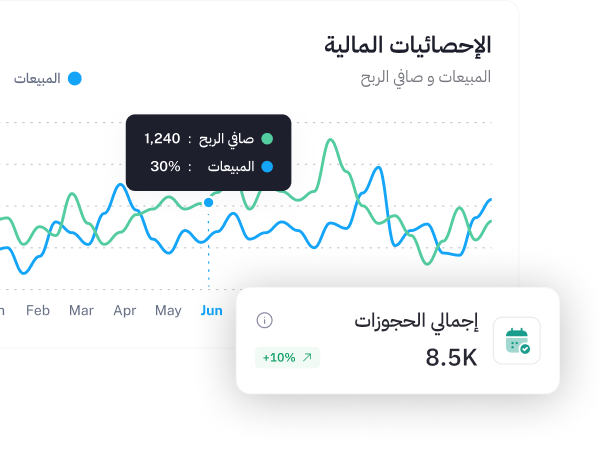 الإحصائيات المالية
المبيعات و صافي الربح
المبيعات
صافي الربح : 1,240
المبيعات : 30%
Feb Mar Apr May Jun
إجمالي الحجوزات
8.5K
+10%